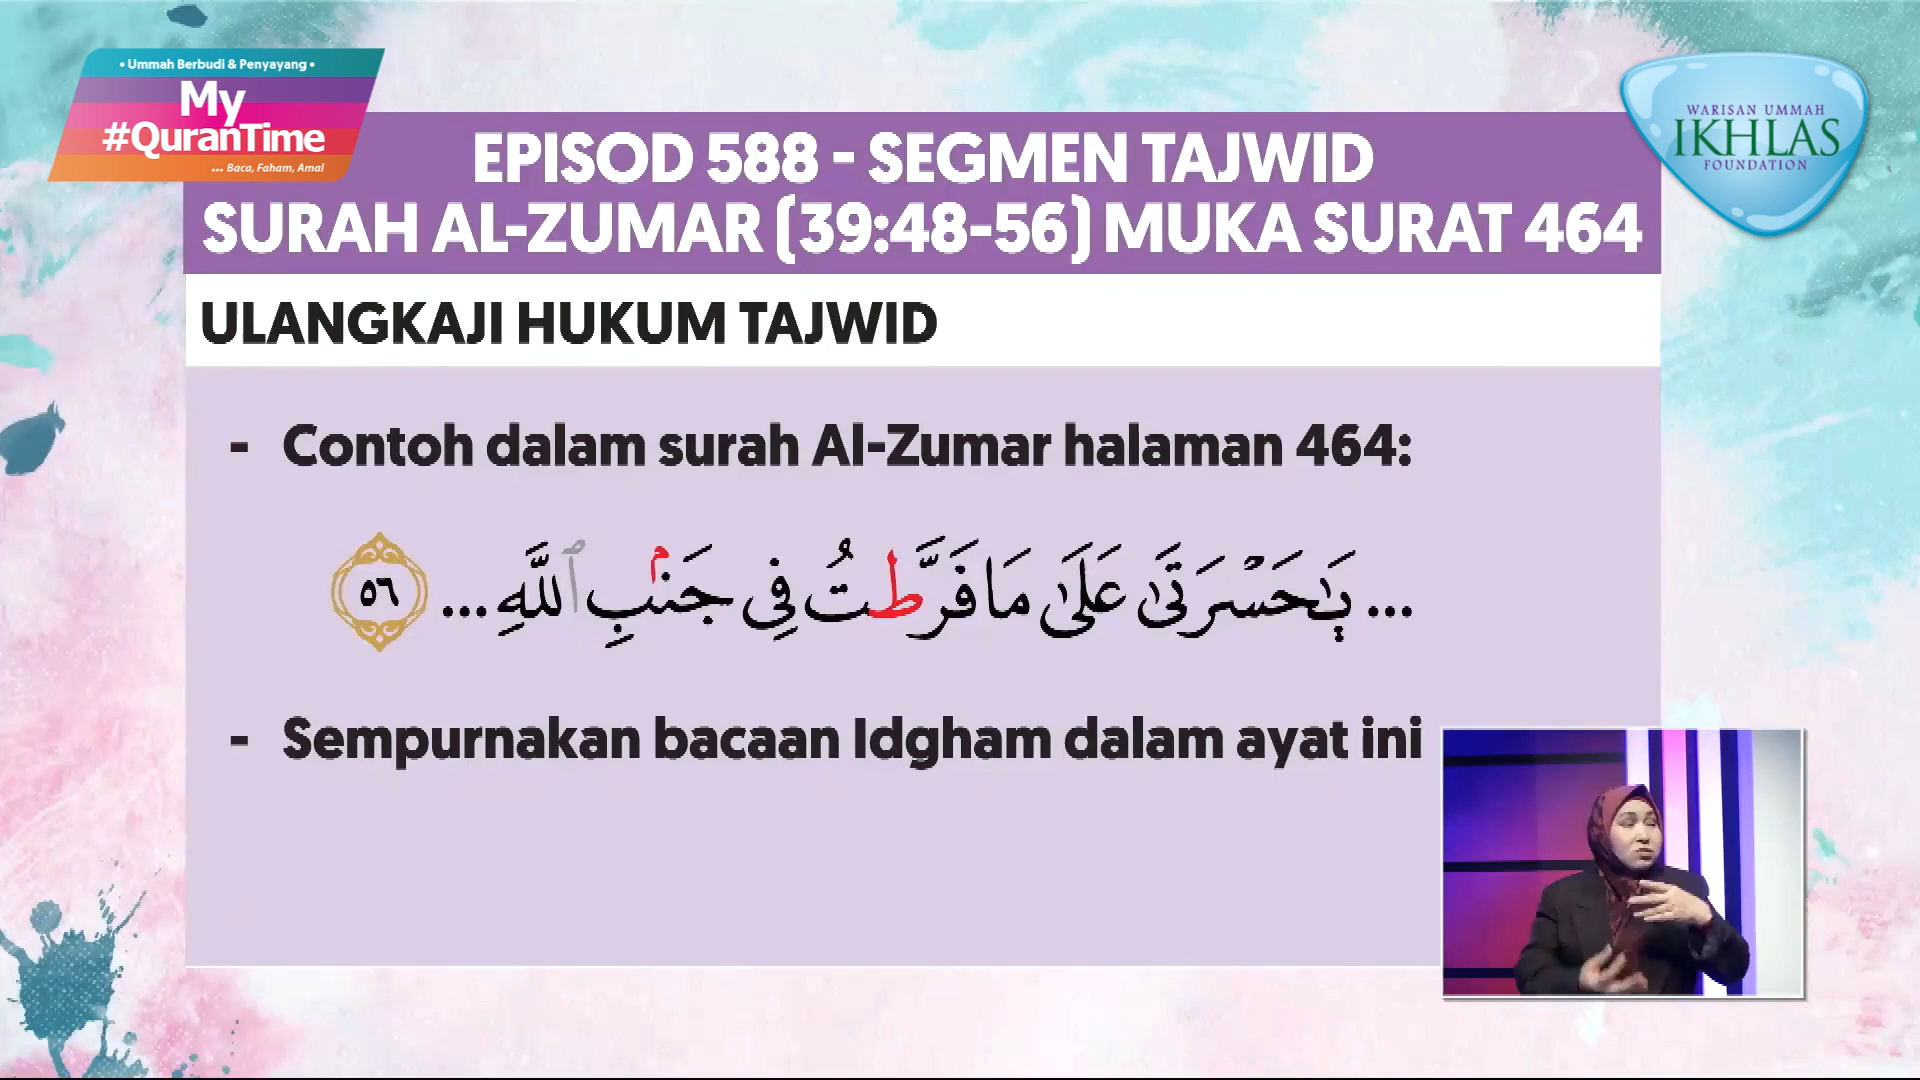 • Ummah Berbudi & Penyayang •
My
#QuranTime
... Baca, Faham, Amal
WARISAN UMMAH
IKHLAS
FOUNDATION
EPISOD 588 - SEGMEN TAJWID
SURAH AL-ZUMAR (39:48-56) MUKA SURAT 464
ULANGKAJI HUKUM TAJWID
- Contoh dalam surah Al-Zumar halaman 464:
... يَٰحَسْرَتَىٰ عَلَىٰ مَا فَرَّطتُ فِى جَنۢبِ ٱللَّهِ ... ٥٦
- Sempurnakan bacaan Idgham dalam ayat ini